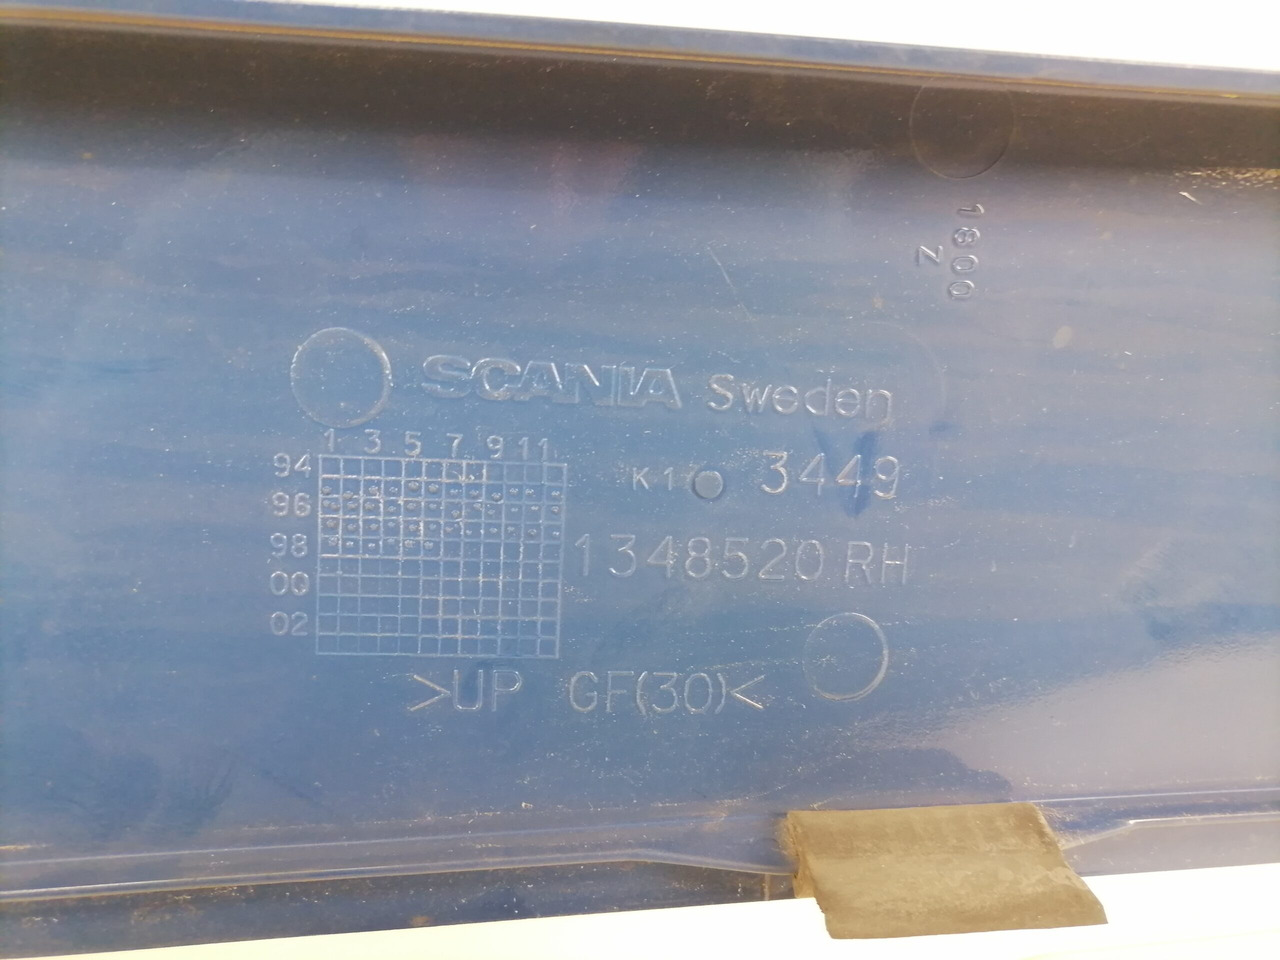 1800
Z
SCANIA Sweden
1 3 5 7 9 11
94
96
98
00
02
K1 3449
1348520 RH
>UP GF(30)<